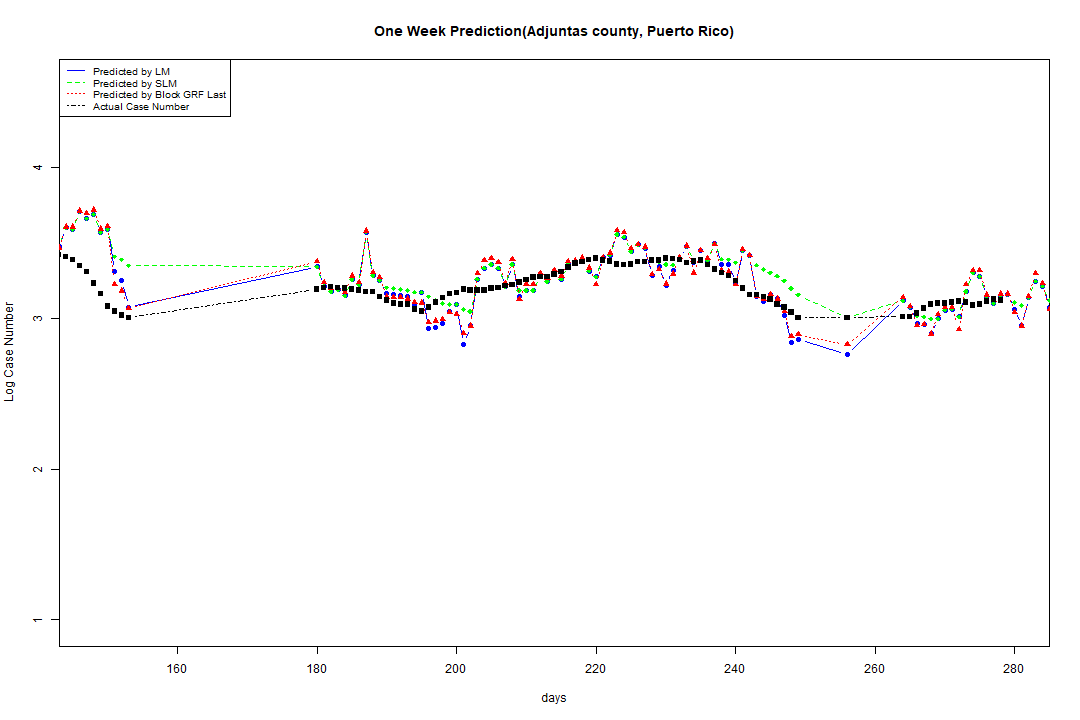 One Week Prediction(Adjuntas county, Puerto Rico)
Predicted by LM
Predicted by SLM
Predicted by Block GRF Last
Actual Case Number
4
3
2
1
Log Case Number
160 180 200 220 240 260 280
days